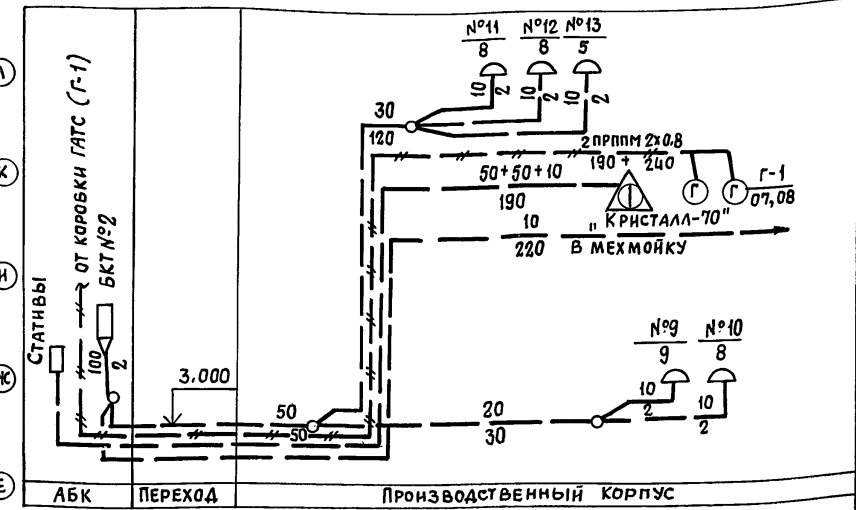 №11 №12 №13
8 8 5
10 2 10 2 10 2
30
120
2 ПРППМ 2×0,8
190 + 240
50+50+10
190
Г Г Г-1
07,08
"КРИСТАЛЛ-70"
10
220 В МЕХМОЙКУ
Л
К
И
Ж
Е
ОТ КОРОБКИ ГАТС (Г-1)
БКТ №2
СТАТИВЫ
100
2
3.000
№9 №10
9 8
10
2
10
2
50
50
20
30
АБК ПЕРЕХОД ПРОИЗВОДСТВЕННЫЙ КОРПУС